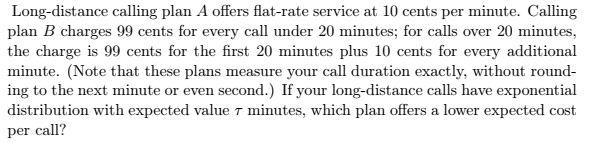 Long-distance calling plan A offers flat-rate service at 10 cents per minute. Calling
plan B charges 99 cents for every call under 20 minutes; for calls over 20 minutes,
the charge is 99 cents for the first 20 minutes plus 10 cents for every additional
minute. (Note that these plans measure your call duration exactly, without round-
ing to the next minute or even second.) If your long-distance calls have exponential
distribution with expected value τ minutes, which plan offers a lower expected cost
per call?